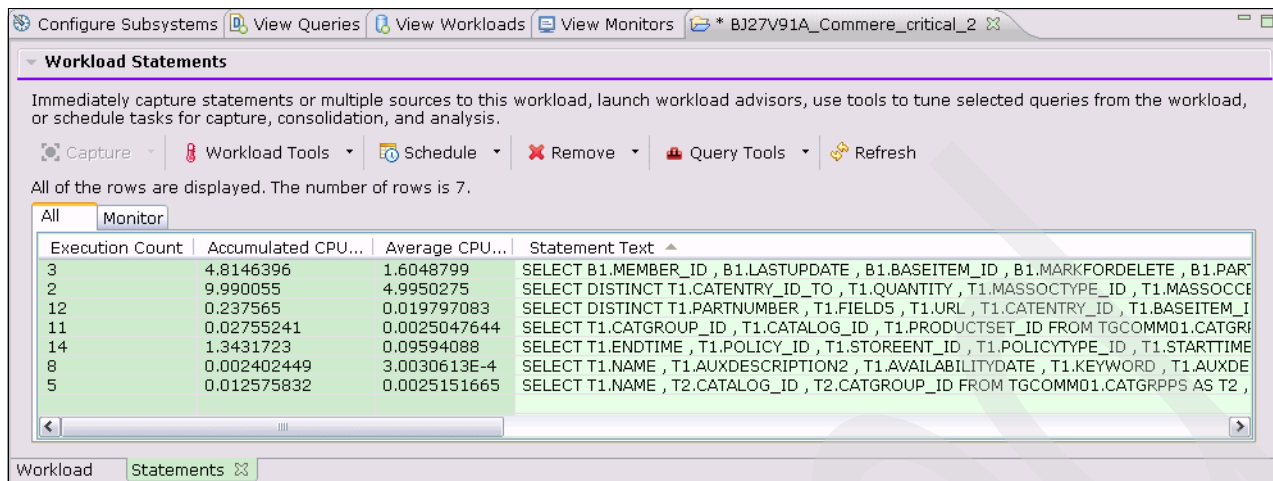 Configure Subsystems View Queries View Workloads View Monitors * BJ27V91A_Commere_critical_2
Workload Statements
Immediately capture statements or multiple sources to this workload, launch workload advisors, use tools to tune selected queries from the workload,
or schedule tasks for capture, consolidation, and analysis.
Capture Workload Tools Schedule Remove Query Tools Refresh
All of the rows are displayed. The number of rows is 7.
All Monitor
Execution Count Accumulated CPU... Average CPU... Statement Text
3 4.8146396 1.6048799 SELECT B1.MEMBER_ID , B1.LASTUPDATE , B1.BASEITEM_ID , B1.MARKFORDELETE , B1.PART
2 9.990055 4.9950275 SELECT DISTINCT T1.CATENTRY_ID_TO , T1.QUANTITY , T1.MASSOCTYPE_ID , T1.MASSOCCE
12 0.237565 0.019797083 SELECT DISTINCT T1.PARTNUMBER , T1.FIELD5 , T1.URL , T1.CATENTRY_ID , T1.BASEITEM_I
11 0.02755241 0.0025047644 SELECT T1.CATGROUP_ID , T1.CATALOG_ID , T1.PRODUCTSET_ID FROM TGCOMM01.CATGRP
14 1.3431723 0.09594088 SELECT T1.ENDTIME , T1.POLICY_ID , T1.STOREENT_ID , T1.POLICYTYPE_ID , T1.STARTTIME
8 0.002402449 3.0030613E-4 SELECT T1.NAME , T1.AUXDESCRIPTION2 , T1.AVAILABILITYDATE , T1.KEYWORD , T1.AUXDE
5 0.012575832 0.0025151665 SELECT T1.NAME , T2.CATALOG_ID , T2.CATGROUP_ID FROM TGCOMM01.CATGRPPS AS T2 ,
Workload Statements